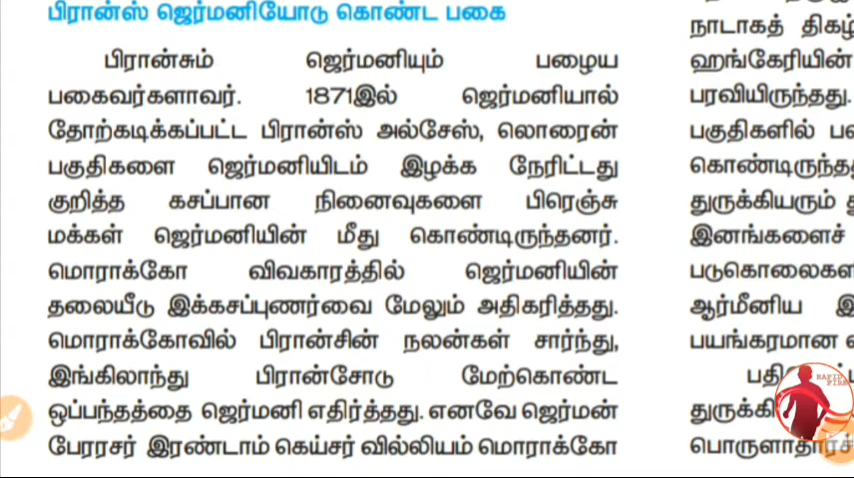 பிரான்ஸ் ஜெர்மனியோடு கொண்ட பகை
பிரான்சும் ஜெர்மனியும் பழைய
பகைவர்களாவர். 1871இல் ஜெர்மனியால்
தோற்கடிக்கப்பட்ட பிரான்ஸ் அல்சேஸ், லொரைன்
பகுதிகளை ஜெர்மனியிடம் இழக்க நேரிட்டது
குறித்த கசப்பான நினைவுகளை பிரெஞ்சு
மக்கள் ஜெர்மனியின் மீது கொண்டிருந்தனர்.
மொராக்கோ விவகாரத்தில் ஜெர்மனியின்
தலையீடு இக்கசப்புணர்வை மேலும் அதிகரித்தது.
மொராக்கோவில் பிரான்சின் நலன்கள் சார்ந்து,
இங்கிலாந்து பிரான்சோடு மேற்கொண்ட
ஒப்பந்தத்தை ஜெர்மனி எதிர்த்தது. எனவே ஜெர்மன்
பேரரசர் இரண்டாம் கெய்சர் வில்லியம் மொராக்கோ
நாடாகத் திகழ்
ஹங்கேரியின்
பரவியிருந்தது.
பகுதிகளில்
கொண்டிருந்த
துருக்கியரும்
இனங்களைச்
படுகொலைகள
ஆர்மீனிய இ
பயங்கரமான
பதி
துருக்கி
பொருளாதாரச்